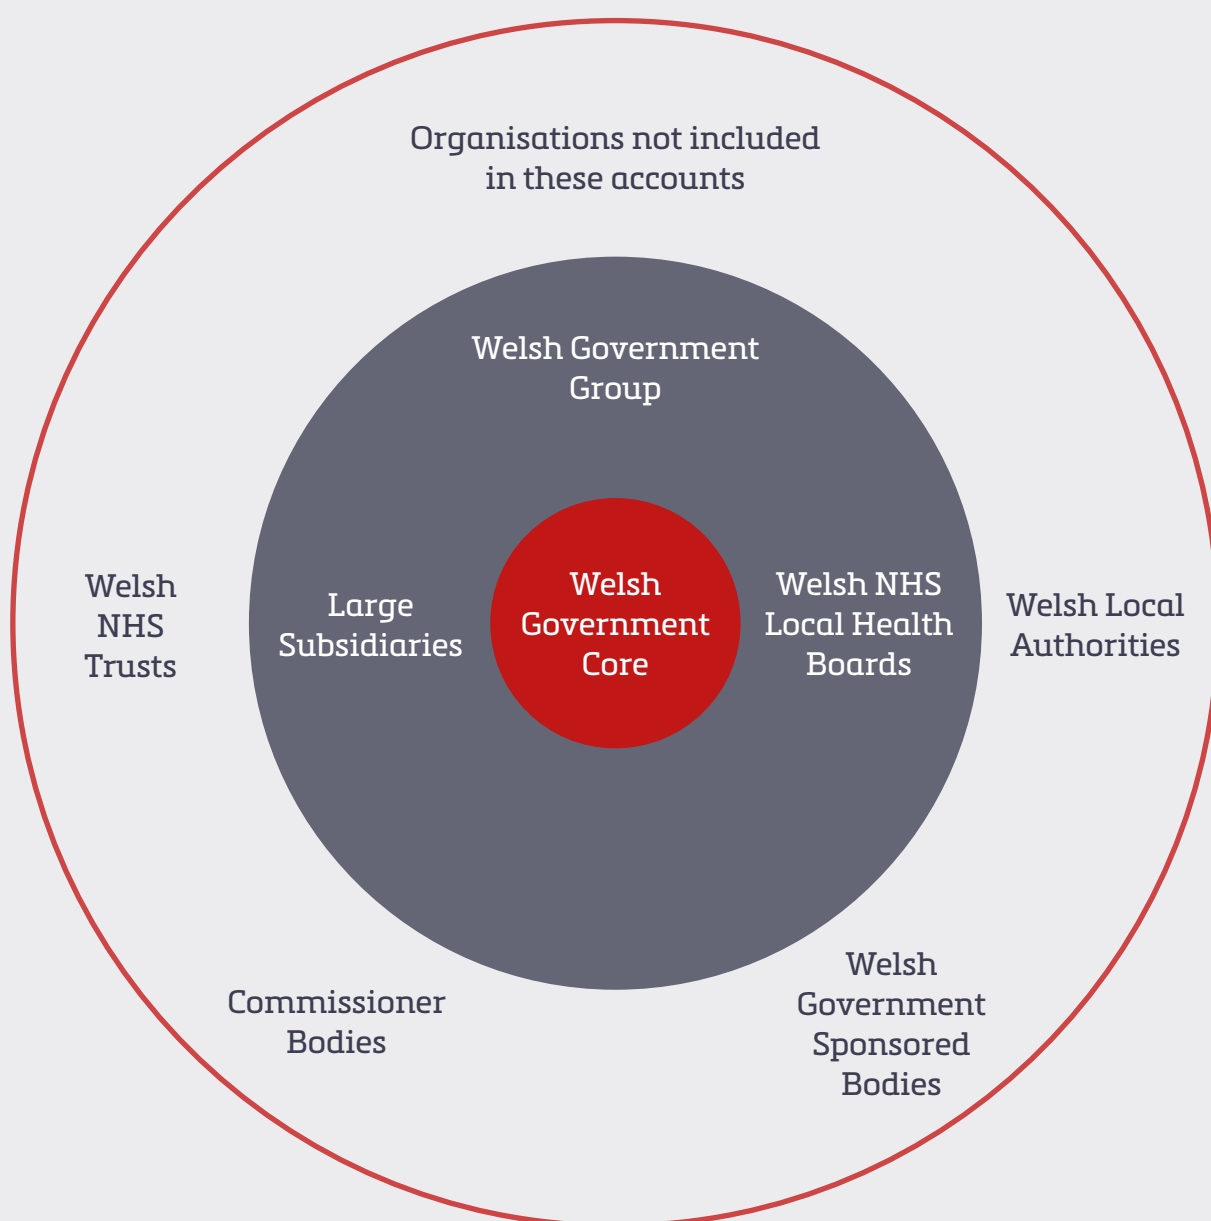 Organisations not included
in these accounts
Welsh Government
Group
Welsh
NHS
Trusts
Large
Subsidiaries
Welsh
Government
Core
Welsh NHS
Local Health
Boards
Welsh Local
Authorities
Commissioner
Bodies
Welsh
Government
Sponsored
Bodies